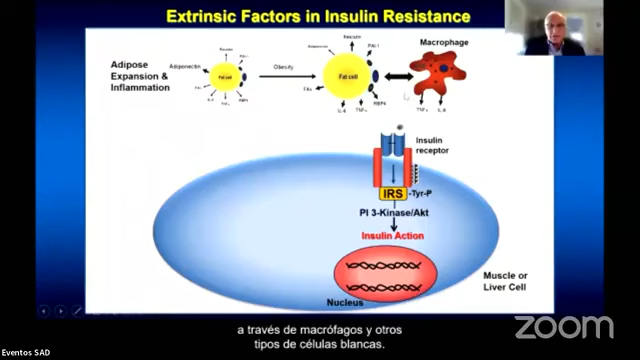 Extrinsic Factors in Insulin Resistance
Adipose
Expansion &
Inflammation
Adiponectin
Fat cell
Obesity
Fat cell
Resistin
PAI-1
FAs
IL-6
TNFα
RBP4
Macrophage
TNFα
IL-6
Insulin
receptor
IRS
-Tyr-P
PI 3-Kinase/Akt
Insulin Action
Nucleus
Muscle or
Liver Cell
a través de macrófagos y otros
tipos de células blancas.
zoom
Eventos SAD